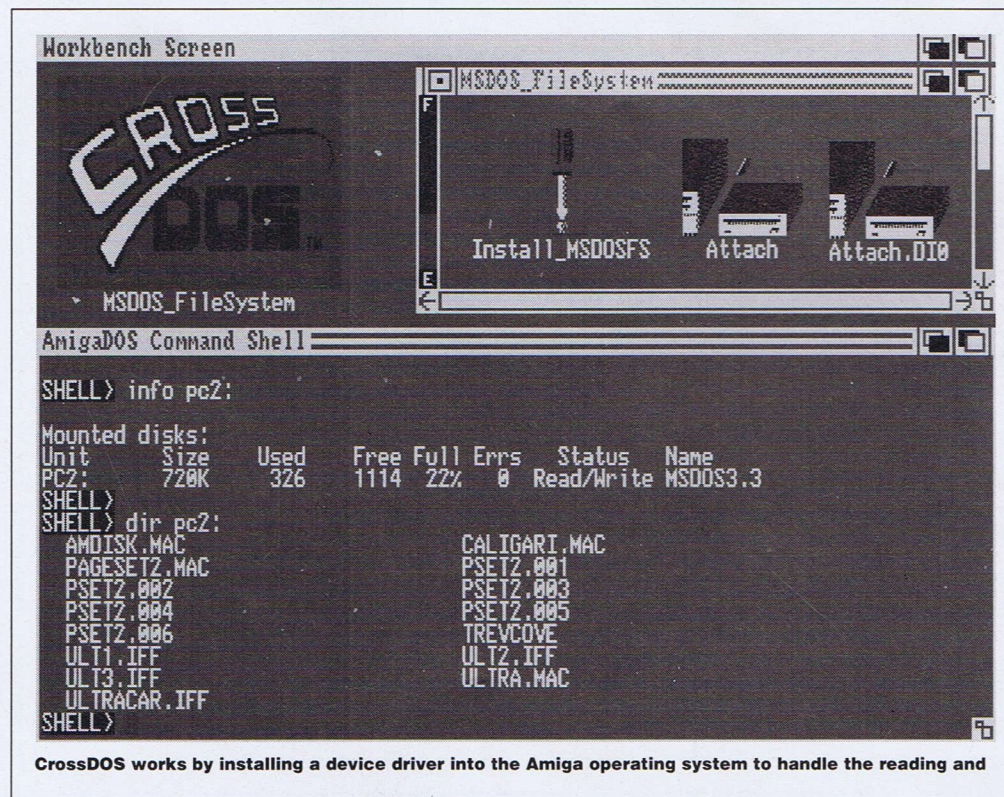 Workbench Screen
CROSS
DOS TM
MSDOS_FileSystem
MSDOS_FileSystem
F
E
Install_MSDOSFS Attach Attach.DI0
AmigaDOS Command Shell
SHELL> info pc2:
Mounted disks:
Unit Size Used Free Full Errs Status Name
PC2: 720K 326 1114 22% 0 Read/Write MSDOS3.3
SHELL>
SHELL> dir pc2:
AMDISK.MAC CALIGARI.MAC
PAGESET2.MAC PSET2.001
PSET2.002 PSET2.003
PSET2.004 PSET2.005
PSET2.006 TREVCOVE
ULT1.IFF ULT2.IFF
ULT3.IFF ULTRA.MAC
ULTRACAR.IFF
SHELL>
CrossDOS works by installing a device driver into the Amiga operating system to handle the reading and